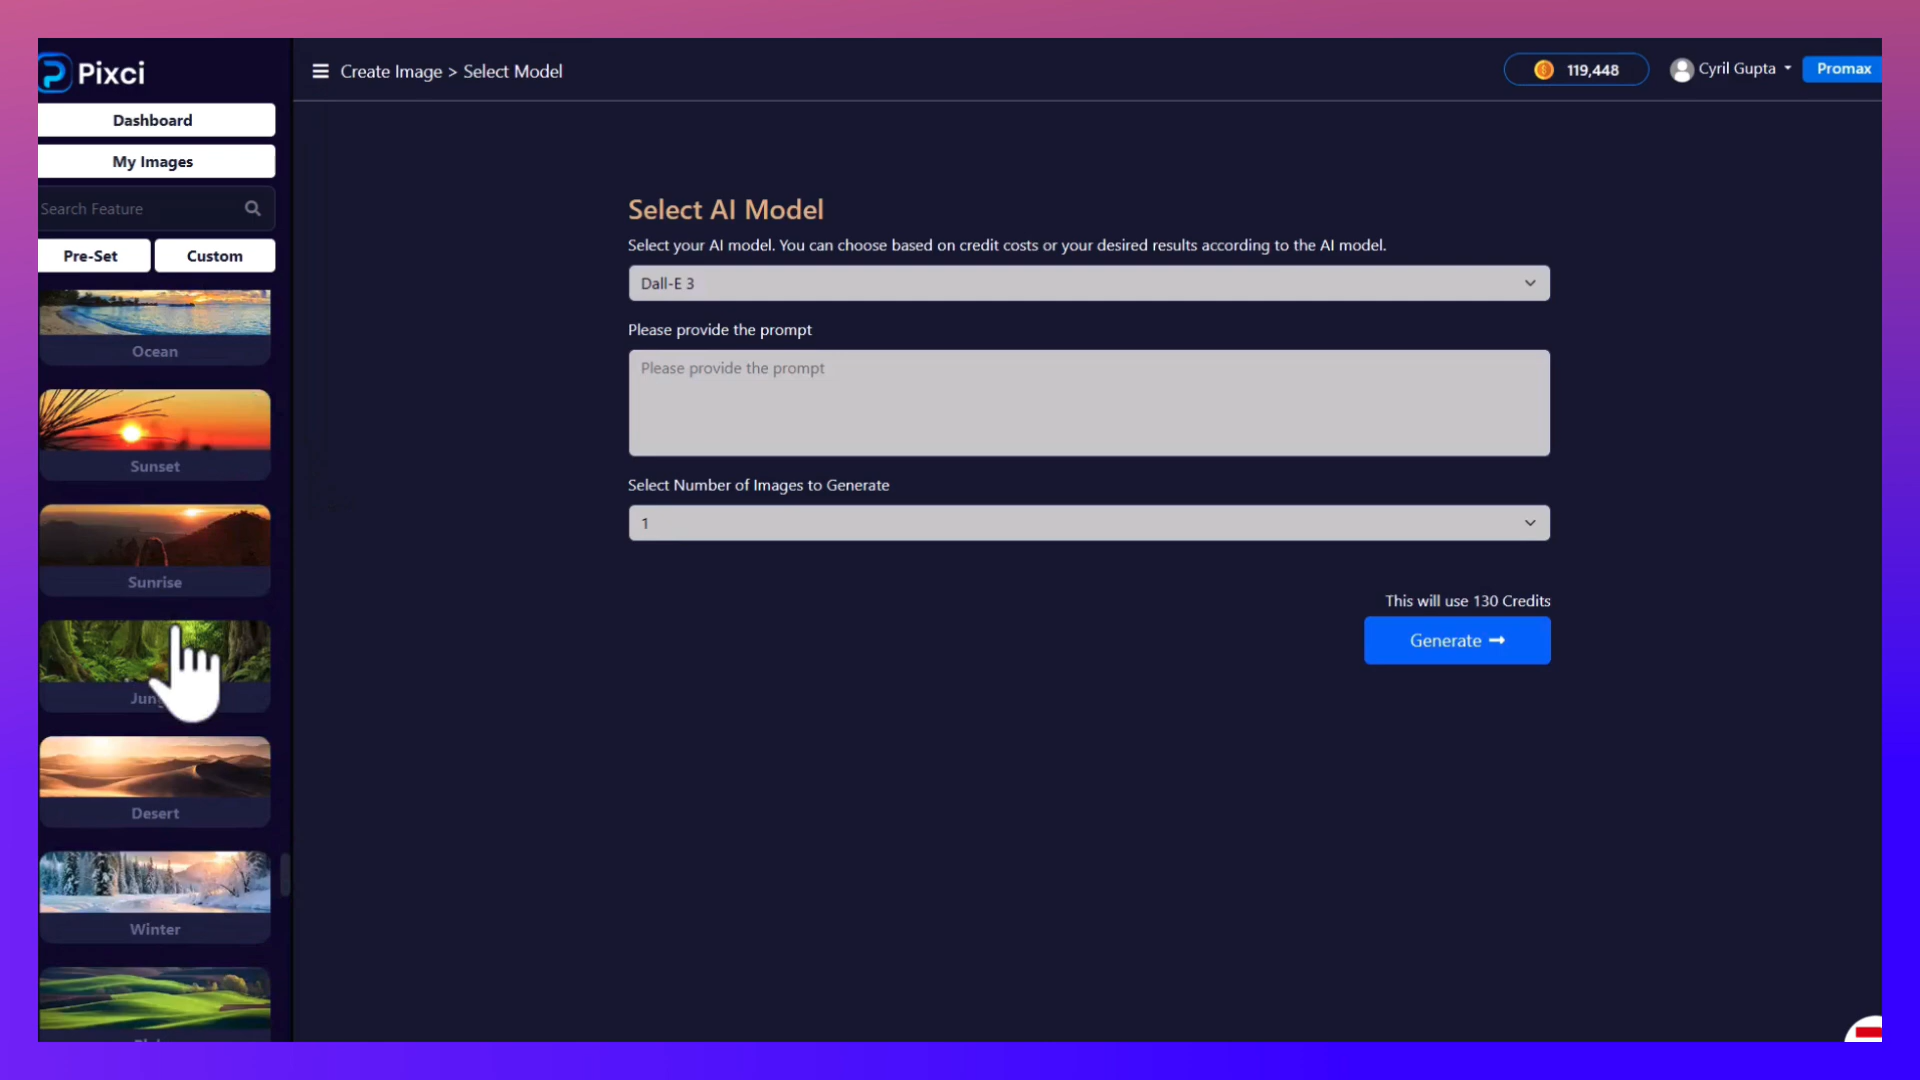 Pixci
Dashboard
My Images
Search Feature
Pre-Set
Custom
Ocean
Sunset
Sunrise
Desert
Winter
Create Image > Select Model
119,448
Cyril Gupta
Promax
Select AI Model
Select your AI model. You can choose based on credit costs or your desired results according to the AI model.
Dall-E 3
Please provide the prompt
Please provide the prompt
Select Number of Images to Generate
1
This will use 130 Credits
Generate